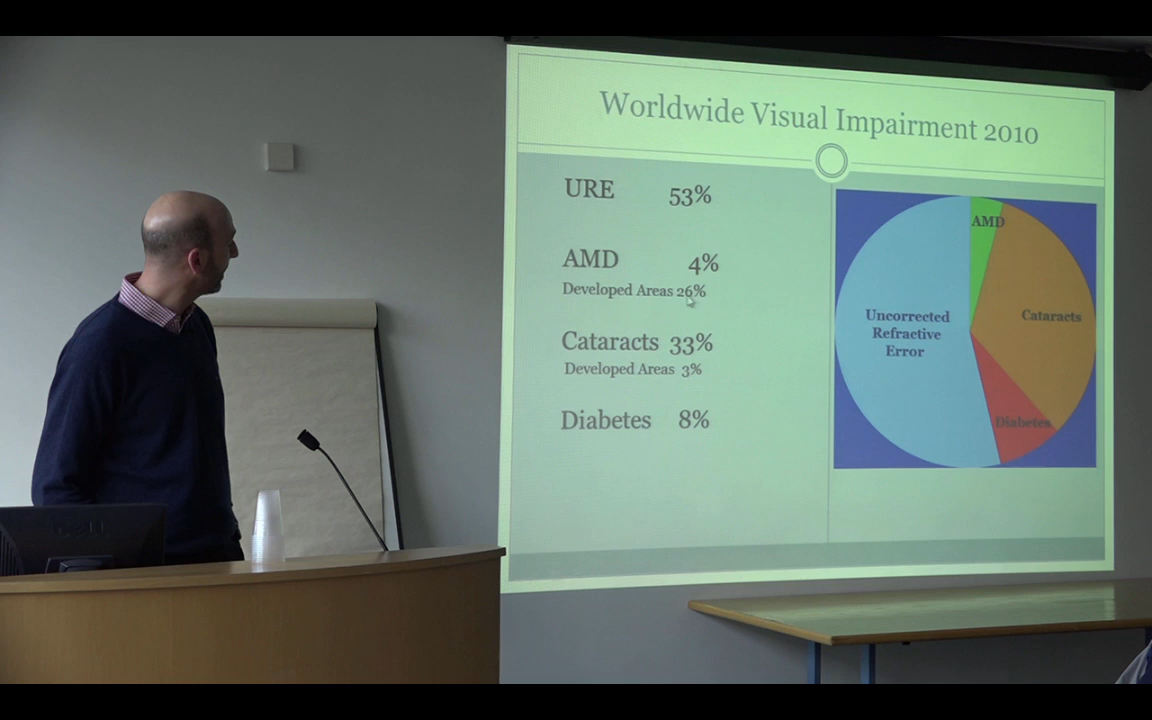 Worldwide Visual Impairment 2010
URE 53%
AMD 4%
Developed Areas 26%
Cataracts 33%
Developed Areas 3%
Diabetes 8%
AMD
Uncorrected
Refractive
Error
Cataracts
Diabetes
DELL